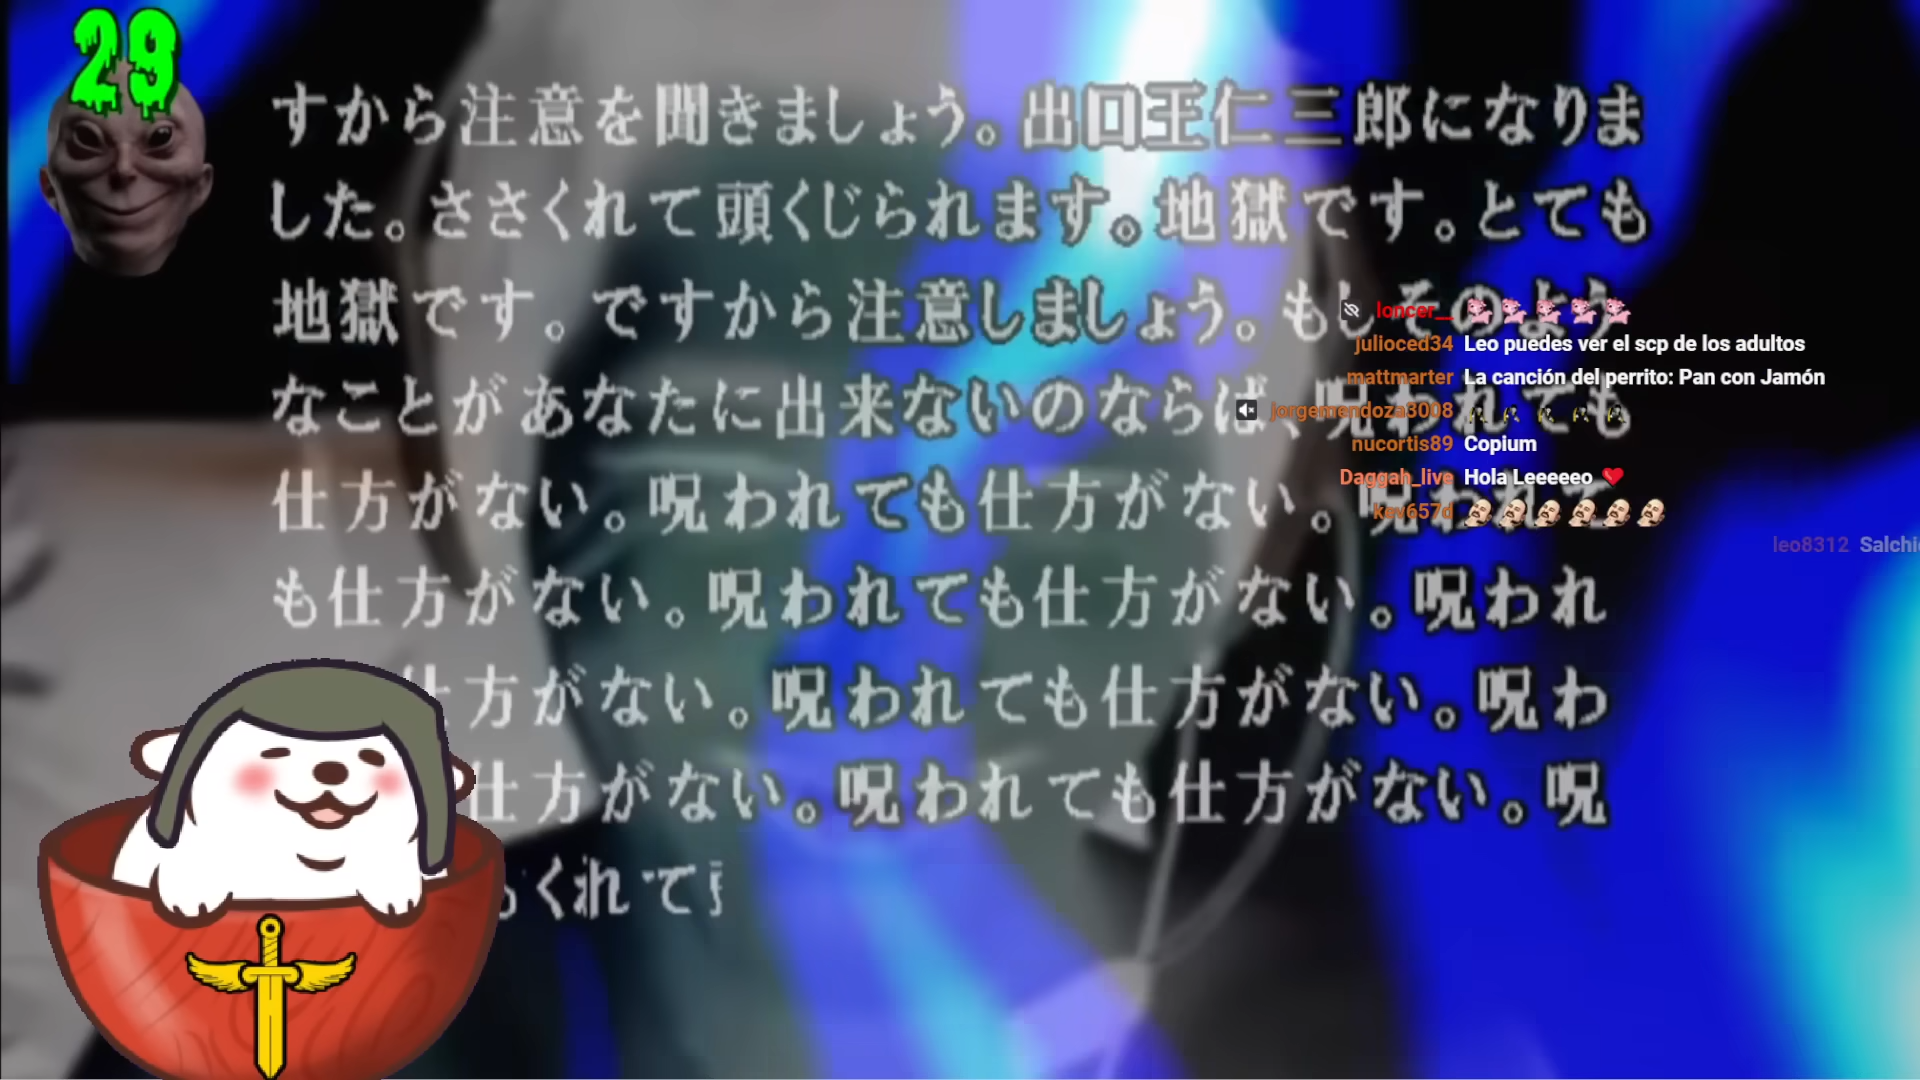 29
すから注意を聞きましょう。出口王仁三郎になりま
した。ささくれて頭くじられます。地獄です。とても
地獄です。ですから注意しましょう。もしそのよう
なことがあなたに出来ないのならば、呪われても
仕方がない。呪われても仕方がない。呪われて
も仕方がない。呪われても仕方がない。呪われ
仕方がない。呪われても仕方がない。呪わ
仕方がない。呪われても仕方がない。呪
くれて
loncer__
julioced34 Leo puedes ver el scp de los adultos
mattmarter La canción del perrito: Pan con Jamón
jorgemendoza3008
nucortis89 Copium
Daggah_live Hola Leeeeeo
kev657d
leo8312 Salchi